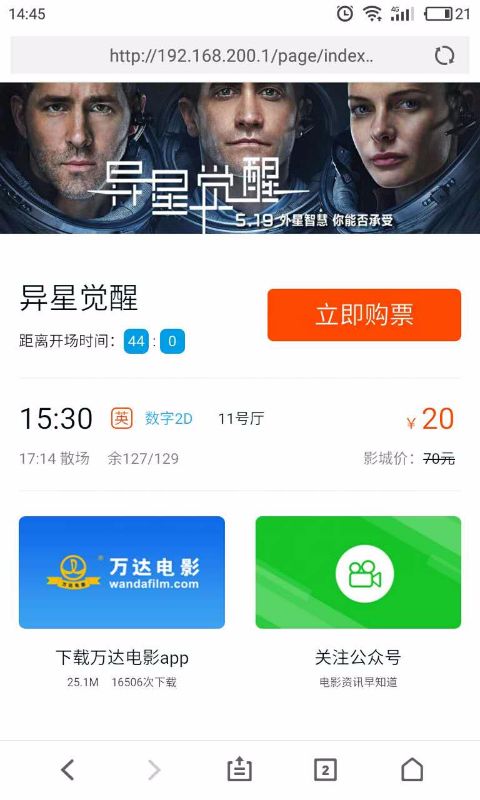 14:45
4G 21
http://192.168.200.1/page/index..
异星觉醒
5.19 外星智慧 你能否承受
异星觉醒
立即购票
距离开场时间： 44 : 0
15:30 英 数字2D 11号厅 ¥ 20
17:14 散场 余127/129 影城价：70元
万达电影
wandafilm.com
下载万达电影app
25.1M 16506次下载
关注公众号
电影资讯早知道
2